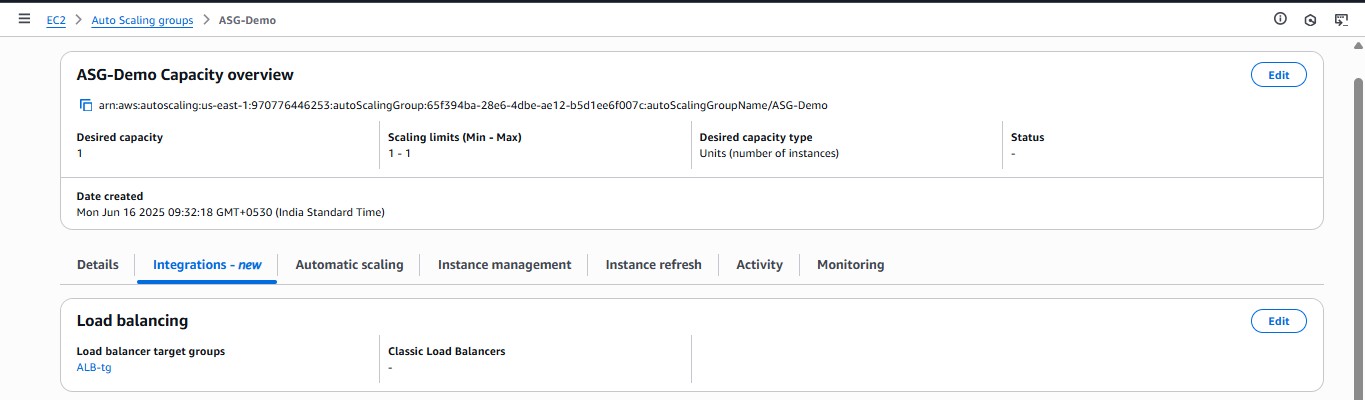 EC2 > Auto Scaling groups > ASG-Demo
ASG-Demo Capacity overview
Edit
arn:aws:autoscaling:us-east-1:970776446253:autoScalingGroup:65f394ba-28e6-4dbe-ae12-b5d1ee6f007c:autoScalingGroupName/ASG-Demo
Desired capacity
1
Scaling limits (Min - Max)
1 - 1
Desired capacity type
Units (number of instances)
Status
-
Date created
Mon Jun 16 2025 09:32:18 GMT+0530 (India Standard Time)
Details Integrations - new Automatic scaling Instance management Instance refresh Activity Monitoring
Load balancing
Edit
Load balancer target groups
ALB-tg
Classic Load Balancers
-